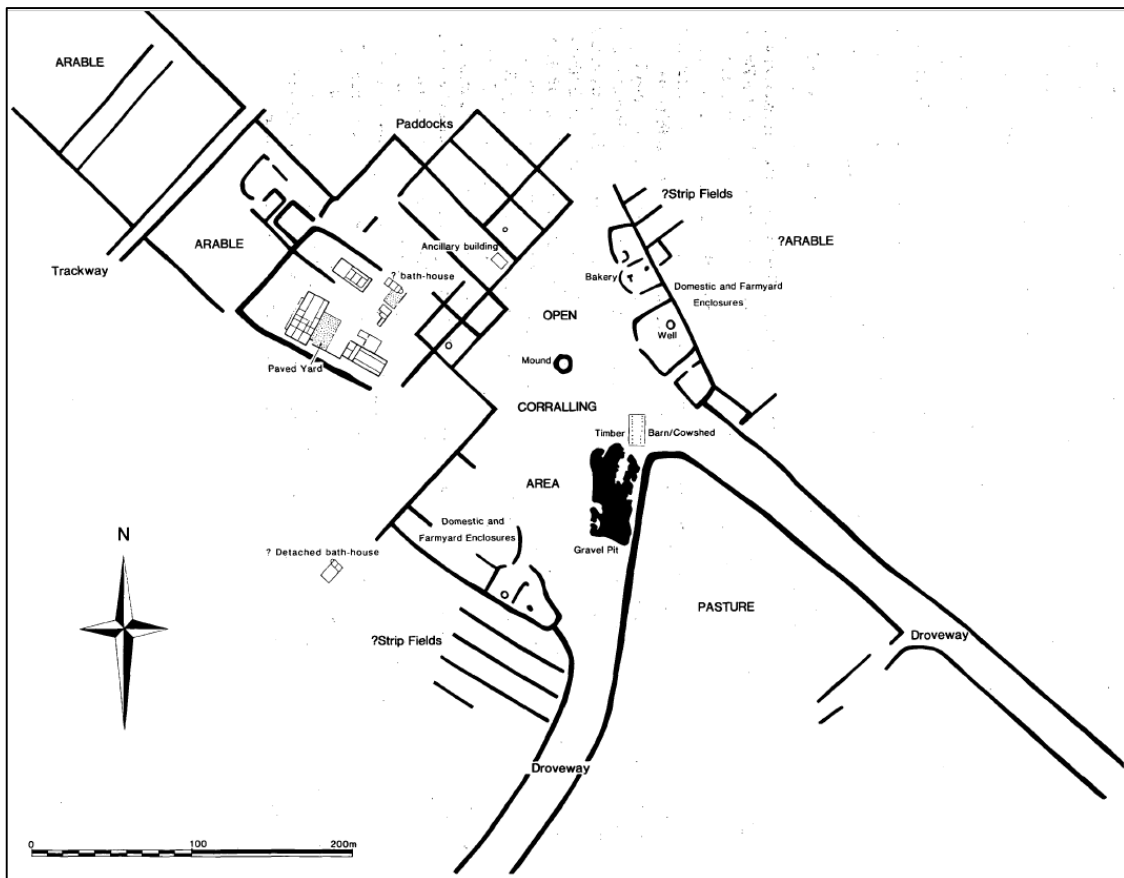 ARABLE
Paddocks
?Strip Fields
ARABLE
?ARABLE
Ancillary building
Trackway
? bath-house
Bakery
Domestic and Farmyard
Enclosures
OPEN
Well
Mound
Paved Yard
CORRALLING
Timber
Barn/Cowshed
AREA
Domestic and
Farmyard Enclosures
N
? Detached bath-house
Gravel Pit
PASTURE
?Strip Fields
Droveway
Droveway
0
100
200m